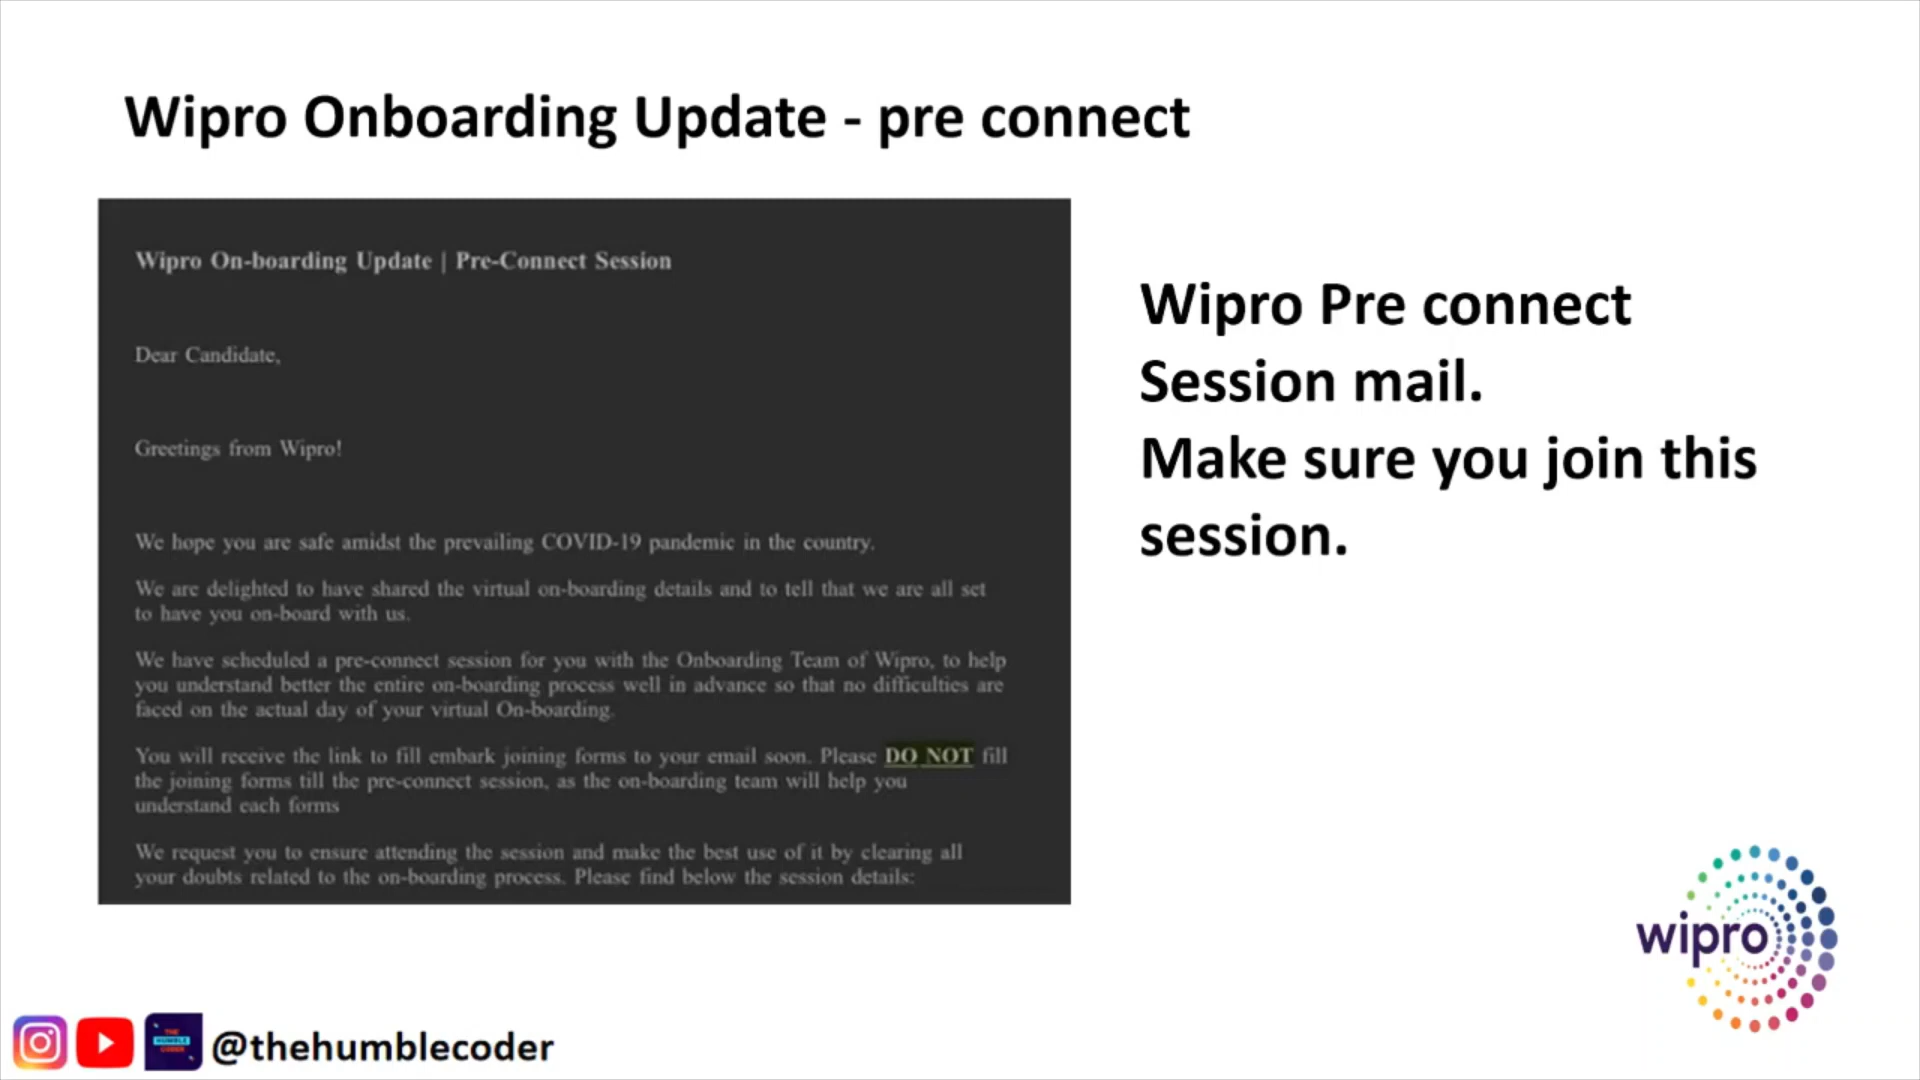 Wipro Onboarding Update - pre connect
Wipro On-boarding Update | Pre-Connect Session
Dear Candidate,
Greetings from Wipro!
We hope you are safe amidst the prevailing COVID-19 pandemic in the country.
We are delighted to have shared the virtual on-boarding details and to tell that we are all set
to have you on-board with us.
We have scheduled a pre-connect session for you with the Onboarding Team of Wipro, to help
you understand better the entire on-boarding process well in advance so that no difficulties are
faced on the actual day of your virtual On-boarding.
You will receive the link to fill embark joining forms to your email soon. Please DO NOT fill
the joining forms till the pre-connect session, as the on-boarding team will help you
understand each forms
We request you to ensure attending the session and make the best use of it by clearing all
your doubts related to the on-boarding process. Please find below the session details:
Wipro Pre connect
Session mail.
Make sure you join this
session.
wipro
THE
HUMBLE
CODER
@thehumblecoder